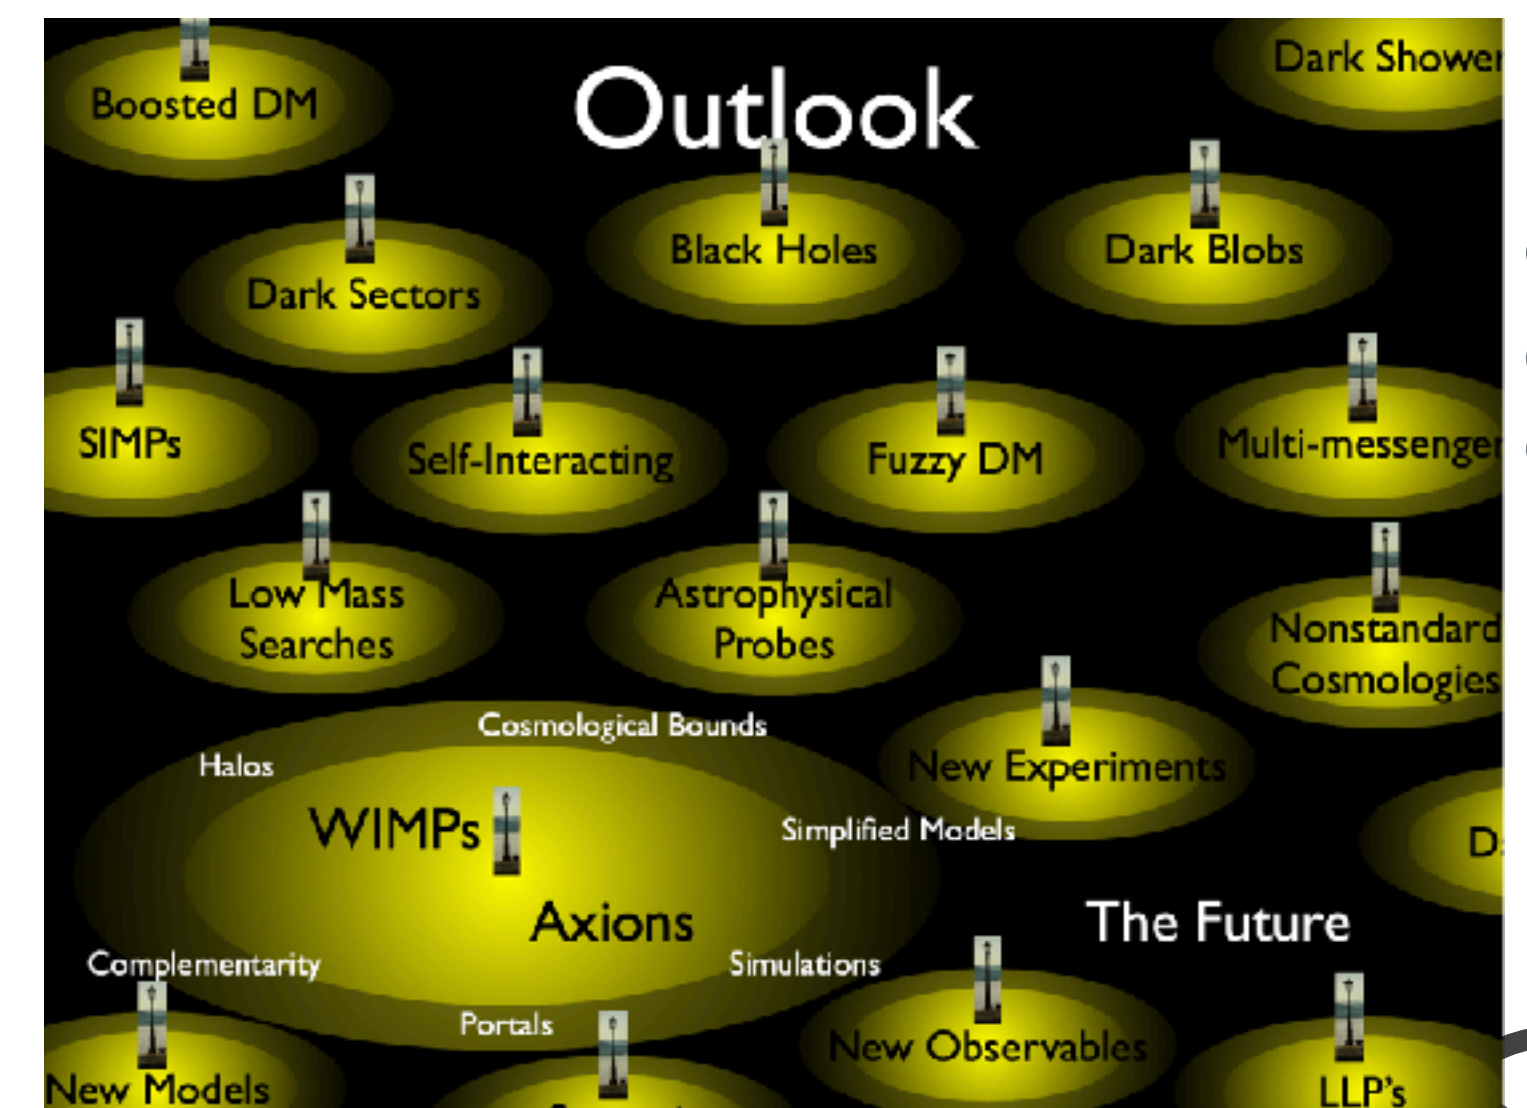 Dark Shower
Boosted DM
Outlook
Black Holes
Dark Blobs
Dark Sectors
SIMPs
Self-Interacting
Fuzzy DM
Multi-messenger
Low Mass
Searches
Astrophysical
Probes
Nonstandard
Cosmologies
Cosmological Bounds
Halos
New Experiments
WIMPs
Simplified Models
Axions
The Future
Complementarity
Simulations
Portals
New Observables
New Models
LLP's